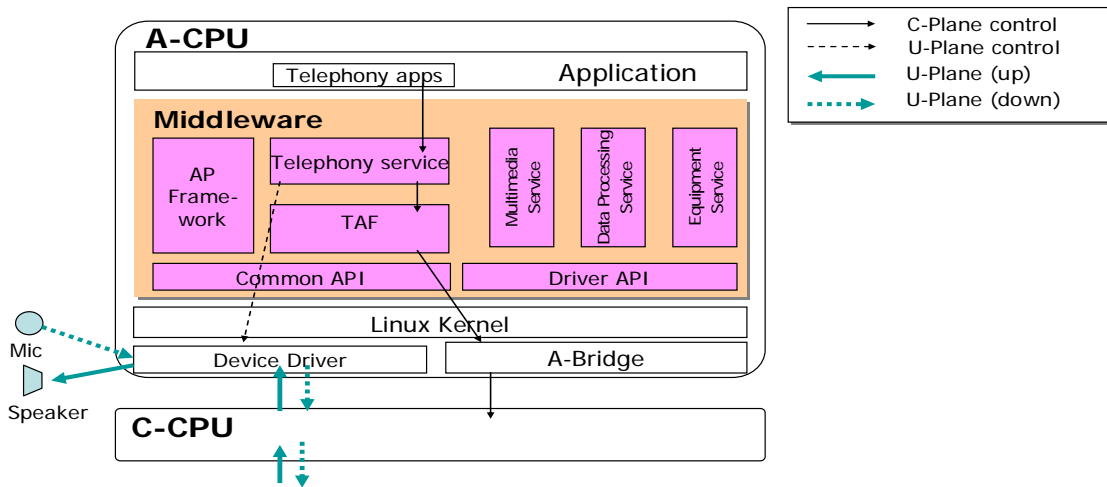 A-CPU
Telephony apps
Application
Middleware
AP
Frame-
work
Telephony service
TAF
Multimedia
Service
Data Processing
Service
Equipment
Service
Common API
Driver API
Linux Kernel
Device Driver
A-Bridge
Mic
Speaker
C-CPU
C-Plane control
U-Plane control
U-Plane (up)
U-Plane (down)